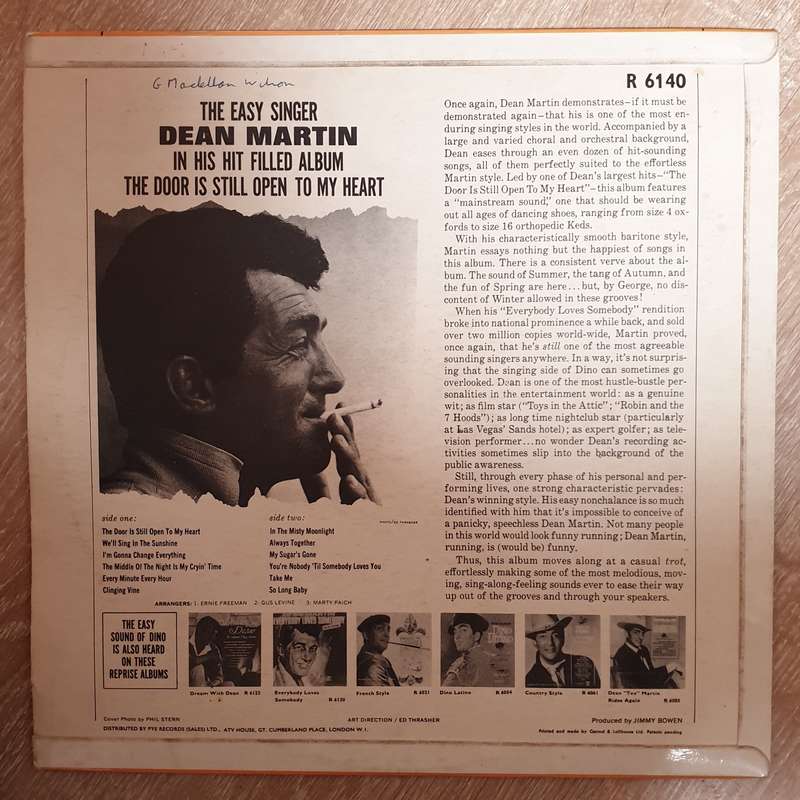 R 6140
THE EASY SINGER
DEAN MARTIN
IN HIS HIT FILLED ALBUM
THE DOOR IS STILL OPEN TO MY HEART
Once again, Dean Martin demonstrates–if it must be
demonstrated again–that his is one of the most en-
during singing styles in the world. Accompanied by a
large and varied choral and orchestral background,
Dean eases through an even dozen of hit-sounding
songs, all of them perfectly suited to the effortless
Martin style. Led by one of Dean's largest hits–"The
Door Is Still Open To My Heart"–this album features
a "mainstream sound," one that should be wearing
out all ages of dancing shoes, ranging from size 4 ox-
fords to size 16 orthopedic Keds.
With his characteristically smooth baritone style,
Martin essays nothing but the happiest of songs in
this album. There is a consistent verve about the al-
bum. The sound of Summer, the tang of Autumn, and
the fun of Spring are here...but, by George, no dis-
content of Winter allowed in these grooves!
When his "Everybody Loves Somebody" rendition
broke into national prominence a while back, and sold
over two million copies world-wide, Martin proved,
once again, that he's still one of the most agreeable
sounding singers anywhere. In a way, it's not surpris-
ing that the singing side of Dino can sometimes go
overlooked. Dean is one of the most hustle-bustle per-
sonalities in the entertainment world: as a genuine
wit; as film star ("Toys in the Attic"; "Robin and the
7 Hoods"); as long time nightclub star (particularly
at Las Vegas' Sands hotel); as expert golfer; as tele-
vision performer...no wonder Dean's recording ac-
tivities sometimes slip into the background of the
public awareness.
Still, through every phase of his personal and per-
forming lives, one strong characteristic pervades:
Dean's winning style. His easy nonchalance is so much
identified with him that it's impossible to conceive of
a panicky, speechless Dean Martin. Not many people
in this world would look funny running; Dean Martin,
running, is (would be) funny.
Thus, this album moves along at a casual trot,
effortlessly making some of the most melodious, mov-
ing, sing-along-feeling sounds ever to ease their way
up out of the grooves and through your speakers.
side one:
The Door Is Still Open To My Heart
We'll Sing In The Sunshine
I'm Gonna Change Everything
The Middle Of The Night Is My Cryin' Time
Every Minute Every Hour
Clinging Vine
side two:
In The Misty Moonlight
Always Together
My Sugar's Gone
You're Nobody 'Til Somebody Loves You
Take Me
So Long Baby
ARRANGERS: 1. ERNIE FREEMAN 2. GUS LEVINE 3. MARTY PAICH
THE EASY
SOUND OF DINO
IS ALSO HEARD
ON THESE
REPRISE ALBUMS
Dream With Dean R 6123
Everybody Loves
Somebody R 6130
French Style R 6021
Dino Latino R 6054
Country Style R 6061
Dean "Tex" Martin
Rides Again R 6085
Cover Photo by PHIL STERN
ART DIRECTION / ED THRASHER
Produced by JIMMY BOWEN
DISTRIBUTED BY PYE RECORDS (SALES) LTD., ATV HOUSE, GT. CUMBERLAND PLACE, LONDON W.1.
Printed and made by Garrod & Lofthouse Ltd. Patents pending